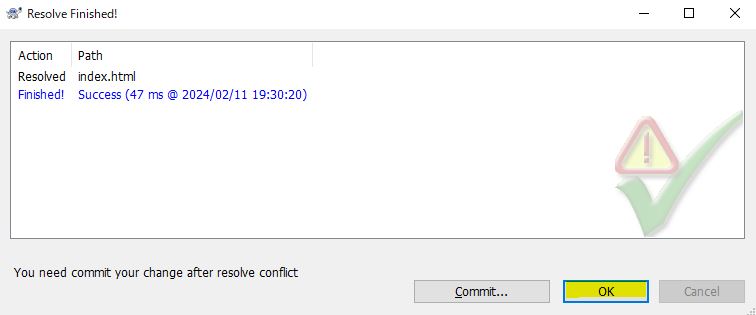 Resolve Finished!
Action Path
Resolved index.html
Finished! Success (47 ms @ 2024/02/11 19:30:20)
You need commit your change after resolve conflict
Commit... OK Cancel